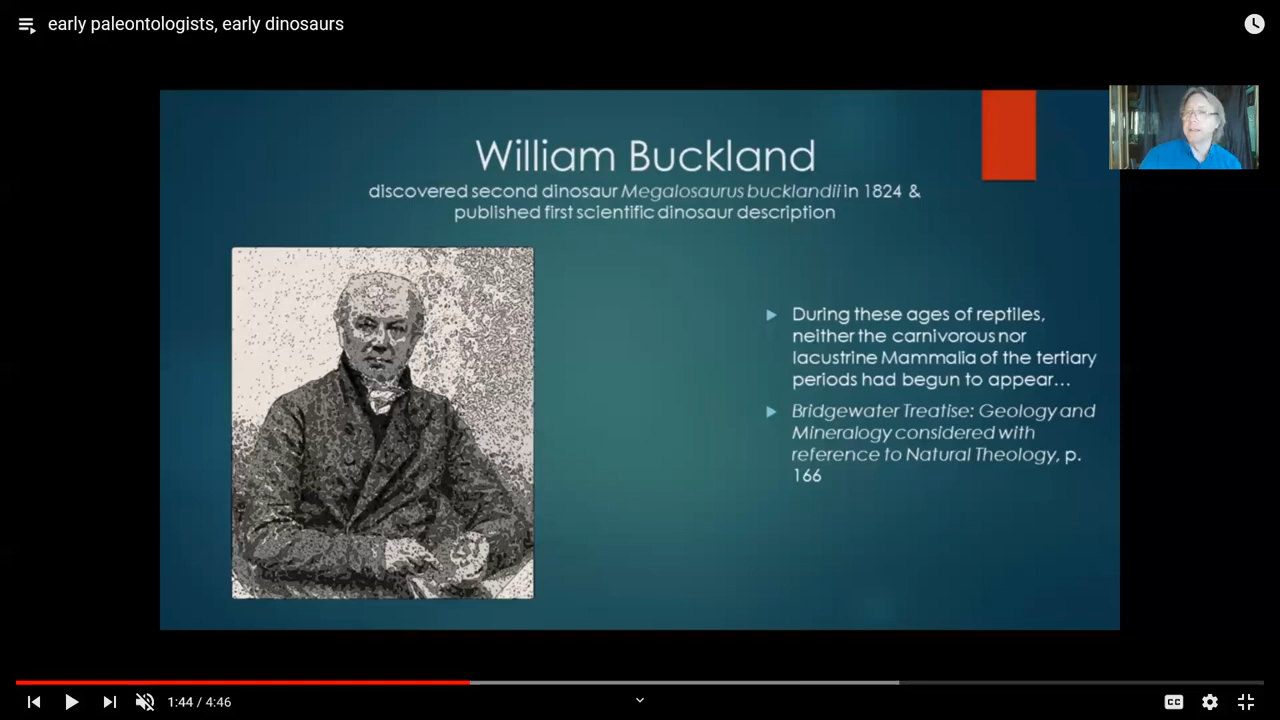 early paleontologists, early dinosaurs
William Buckland
discovered second dinosaur Megalosaurus bucklandii in 1824 &
published first scientific dinosaur description
During these ages of reptiles,
neither the carnivorous nor
lacustrine Mammalia of the tertiary
periods had begun to appear…
Bridgewater Treatise: Geology and
Mineralogy considered with
reference to Natural Theology, p.
166
1:44 / 4:46
CC